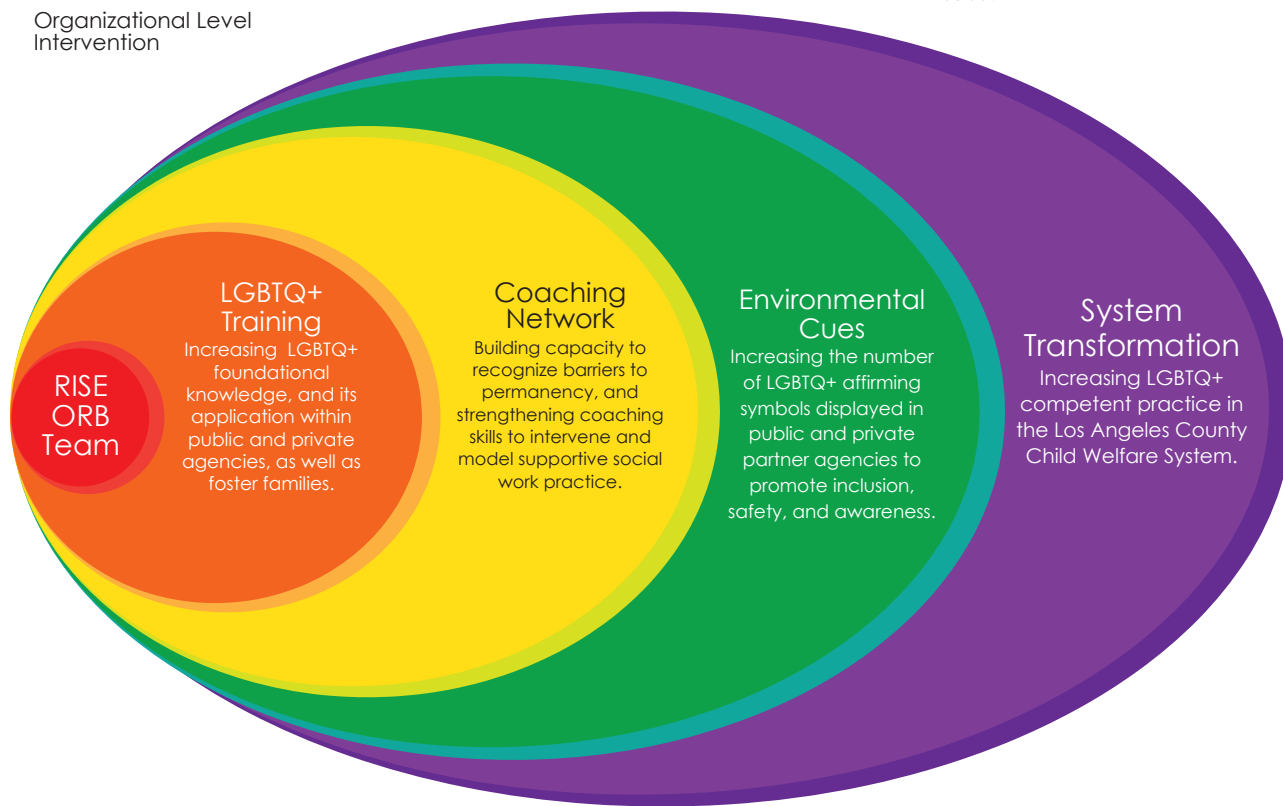 Organizational Level
Intervention
RISE
ORB
Team
LGBTQ+
Training
Increasing LGBTQ+
foundational
knowledge, and its
application within
public and private
agencies, as well as
foster families.
Coaching
Network
Building capacity to
recognize barriers to
permanency, and
strengthening coaching
skills to intervene and
model supportive social
work practice.
Environmental
Cues
Increasing the number
of LGBTQ+ affirming
symbols displayed in
public and private
partner agencies to
promote inclusion,
safety, and awareness.
System
Transformation
Increasing LGBTQ+
competent practice in
the Los Angeles County
Child Welfare System.